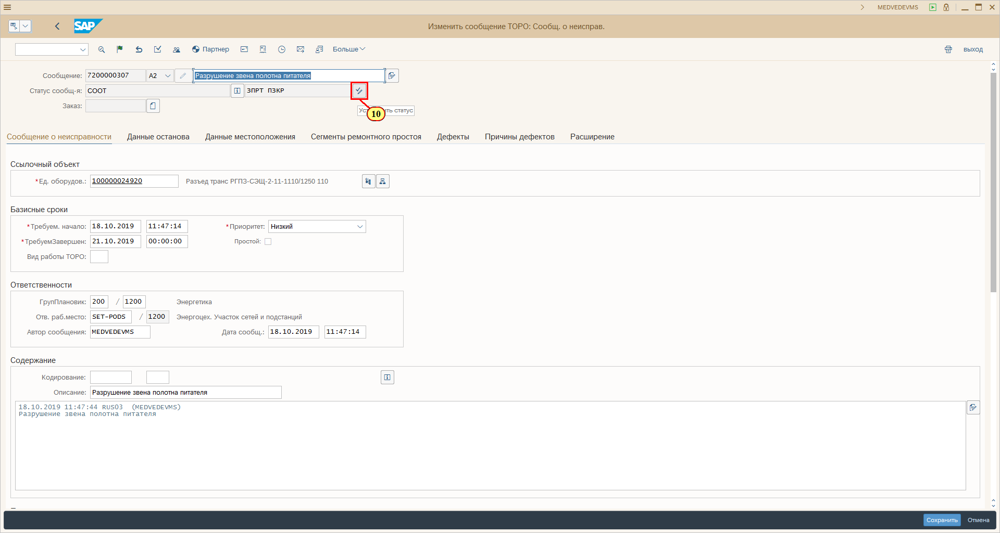 MEDVEDEVMS
SAP
Изменить сообщение ТОРО: Сообщ. о неисправ.
Партнер
Больше
выход
Сообщение: 7200000307 A2 Разрушение звена полотна питателя
Статус сообщ-я: СООТ ЗПРТ ПЗКР
Заказ:
10
статус
Сообщение о неисправности Данные останова Данные местоположения Сегменты ремонтного простоя Дефекты Причины дефектов Расширение
Ссылочный объект
*Ед. оборудов.: 100000024920 Разъед транс РГПЗ-СЭЩ-2-11-1110/1250 110
Базисные сроки
*Требуем. начало: 18.10.2019 11:47:14 *Приоритет: Низкий
*ТребуемЗавершен: 21.10.2019 00:00:00 Простой:
Вид работы ТОРО:
Ответственности
ГрупПлановик: 200 / 1200 Энергетика
Отв. раб.место: SET-PODS / 1200 Энергоцех. Участок сетей и подстанций
Автор сообщения: MEDVEDEVMS Дата сообщ.: 18.10.2019 11:47:14
Содержание
Кодирование:
Описание: Разрушение звена полотна питателя
18.10.2019 11:47:44 RUS03 (MEDVEDEVMS)
Разрушение звена полотна питателя
Сохранить Отмена